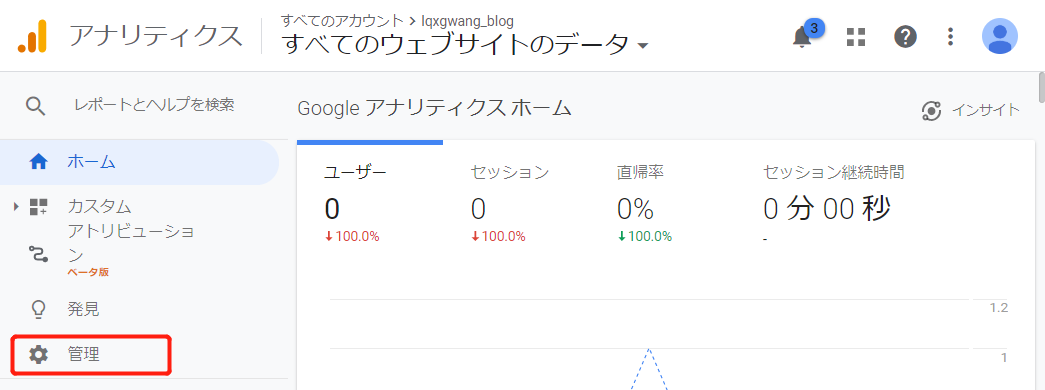 アナリティクス
すべてのアカウント > lqxgwang_blog
すべてのウェブサイトのデータ
3
レポートとヘルプを検索
Google アナリティクス ホーム
インサイト
ホーム
カスタム
アトリビューショ
ン
ベータ版
発見
管理
ユーザー
0
↓100.0%
セッション
0
↓100.0%
直帰率
0%
↓100.0%
セッション継続時間
0 分 00 秒
-
1.2
1